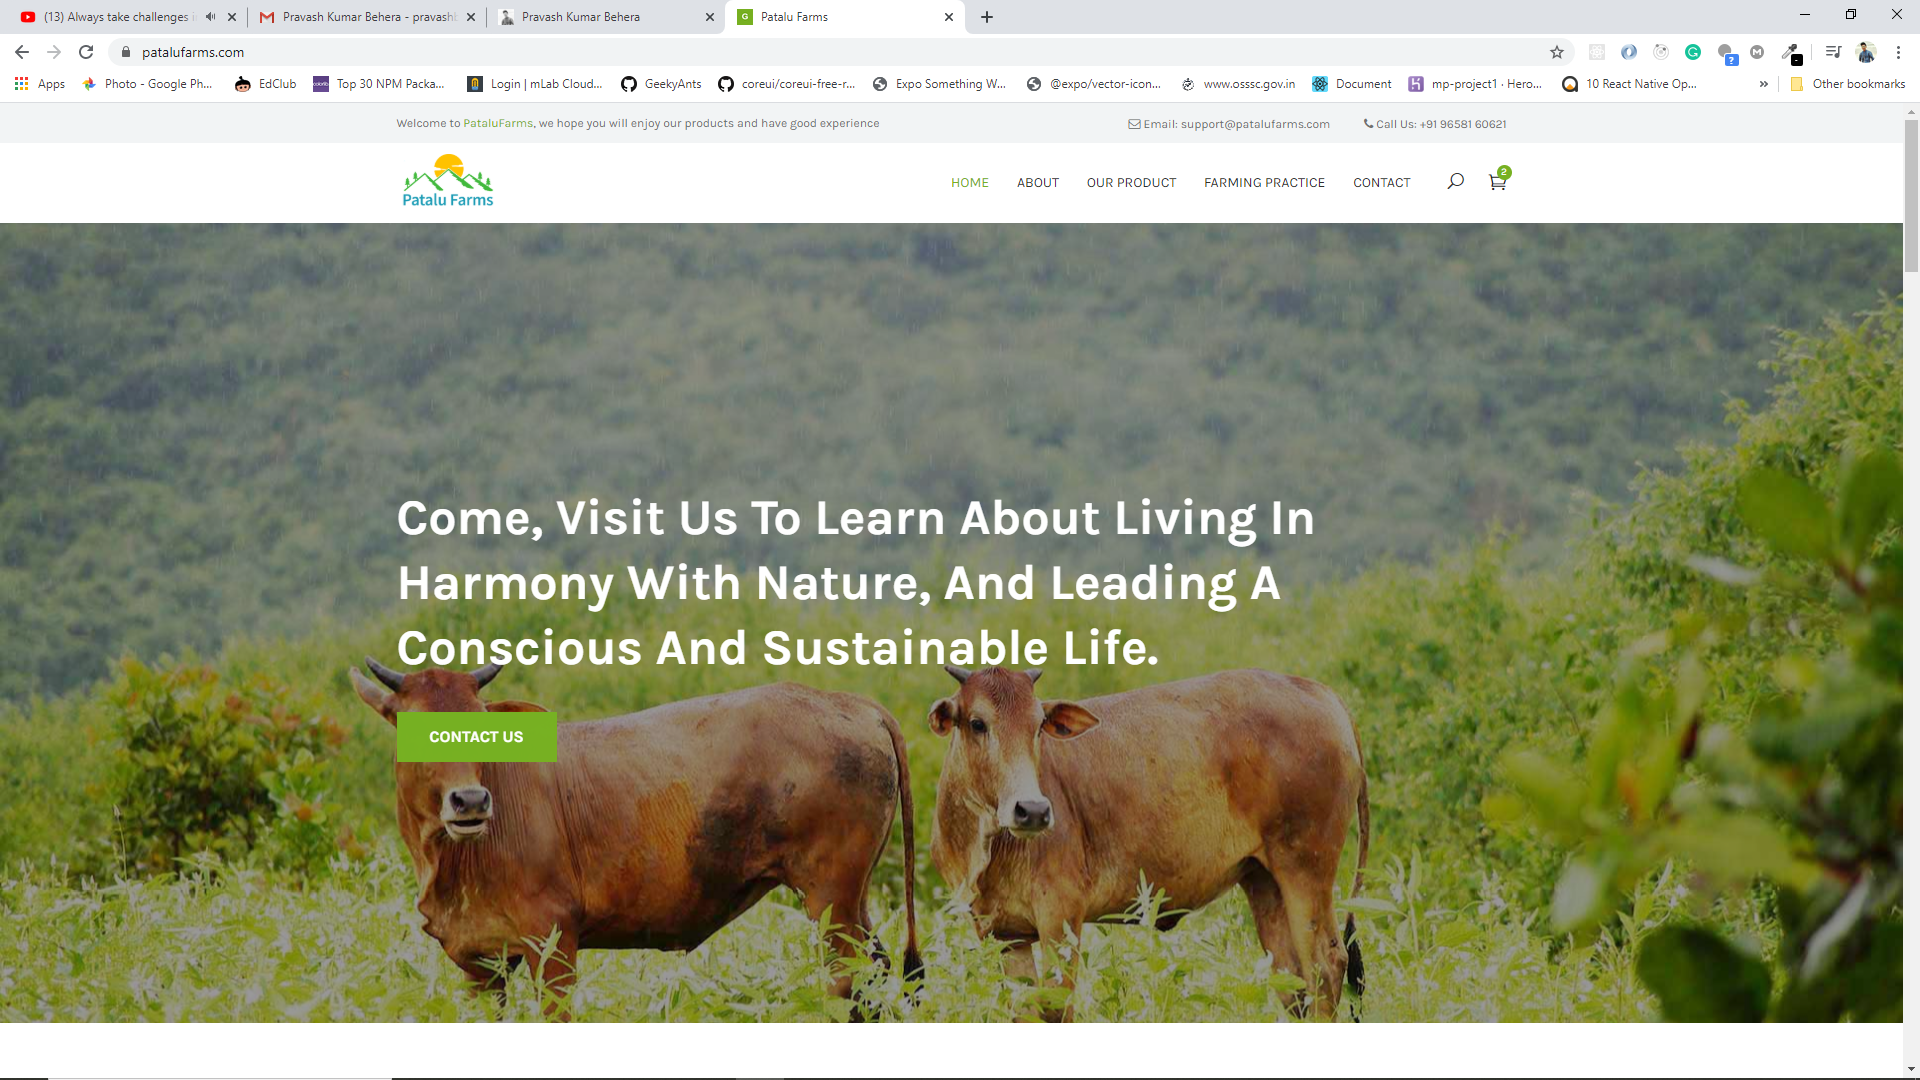 (13) Always take challenges i
Pravash Kumar Behera - pravashb
Pravash Kumar Behera
G
Patalu Farms
patalufarms.com
Apps
Photo - Google Ph...
EdClub
Top 30 NPM Packa...
Login | mLab Cloud...
GeekyAnts
coreui/coreui-free-r...
Expo Something W...
@expo/vector-icon...
www.osssc.gov.in
Document
mp-project1 · Hero...
10 React Native Op...
»
Other bookmarks
Welcome to PataluFarms, we hope you will enjoy our products and have good experience
Email: support@patalufarms.com
Call Us: +91 96581 60621
Patalu Farms
HOME
ABOUT
OUR PRODUCT
FARMING PRACTICE
CONTACT
2
Come, Visit Us To Learn About Living In
Harmony With Nature, And Leading A
Conscious And Sustainable Life.
CONTACT US